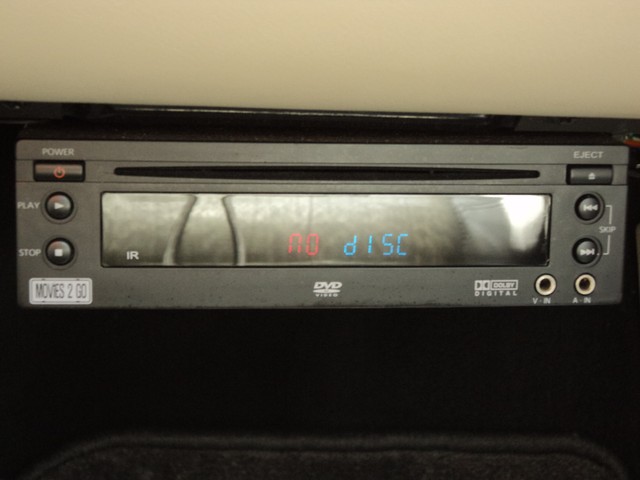 POWER
EJECT
PLAY
SKIP
STOP
IR
NO dISC
MOVIES 2 GO
DVD
VIDEO
DOLBY
DIGITAL
V-IN
A-IN